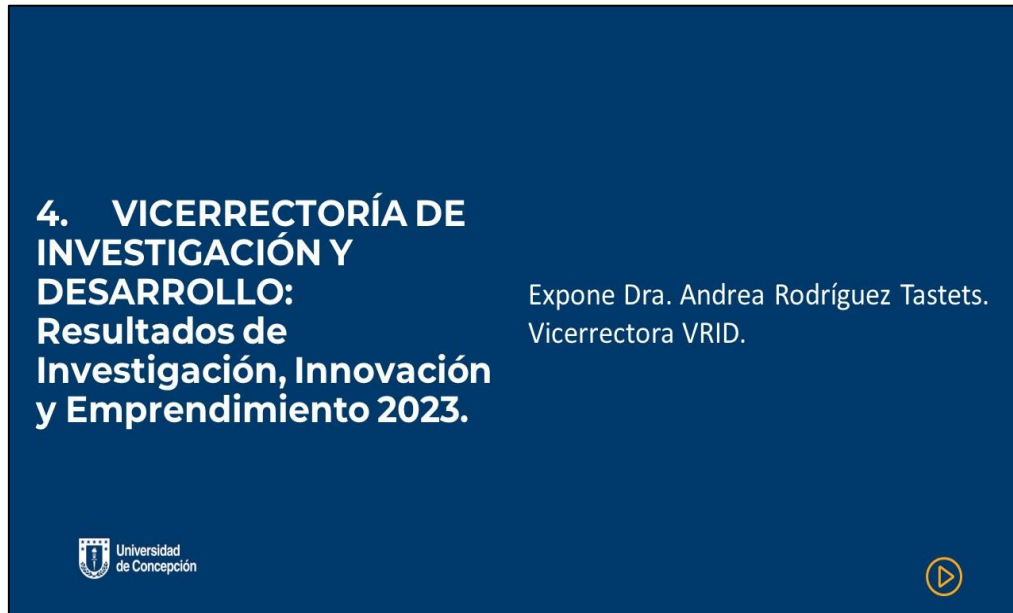 4. VICERRECTORÍA DE
INVESTIGACIÓN Y
DESARROLLO:
Resultados de
Investigación, Innovación
y Emprendimiento 2023.
Expone Dra. Andrea Rodríguez Tastets.
Vicerrectora VRID.
Universidad
de Concepción